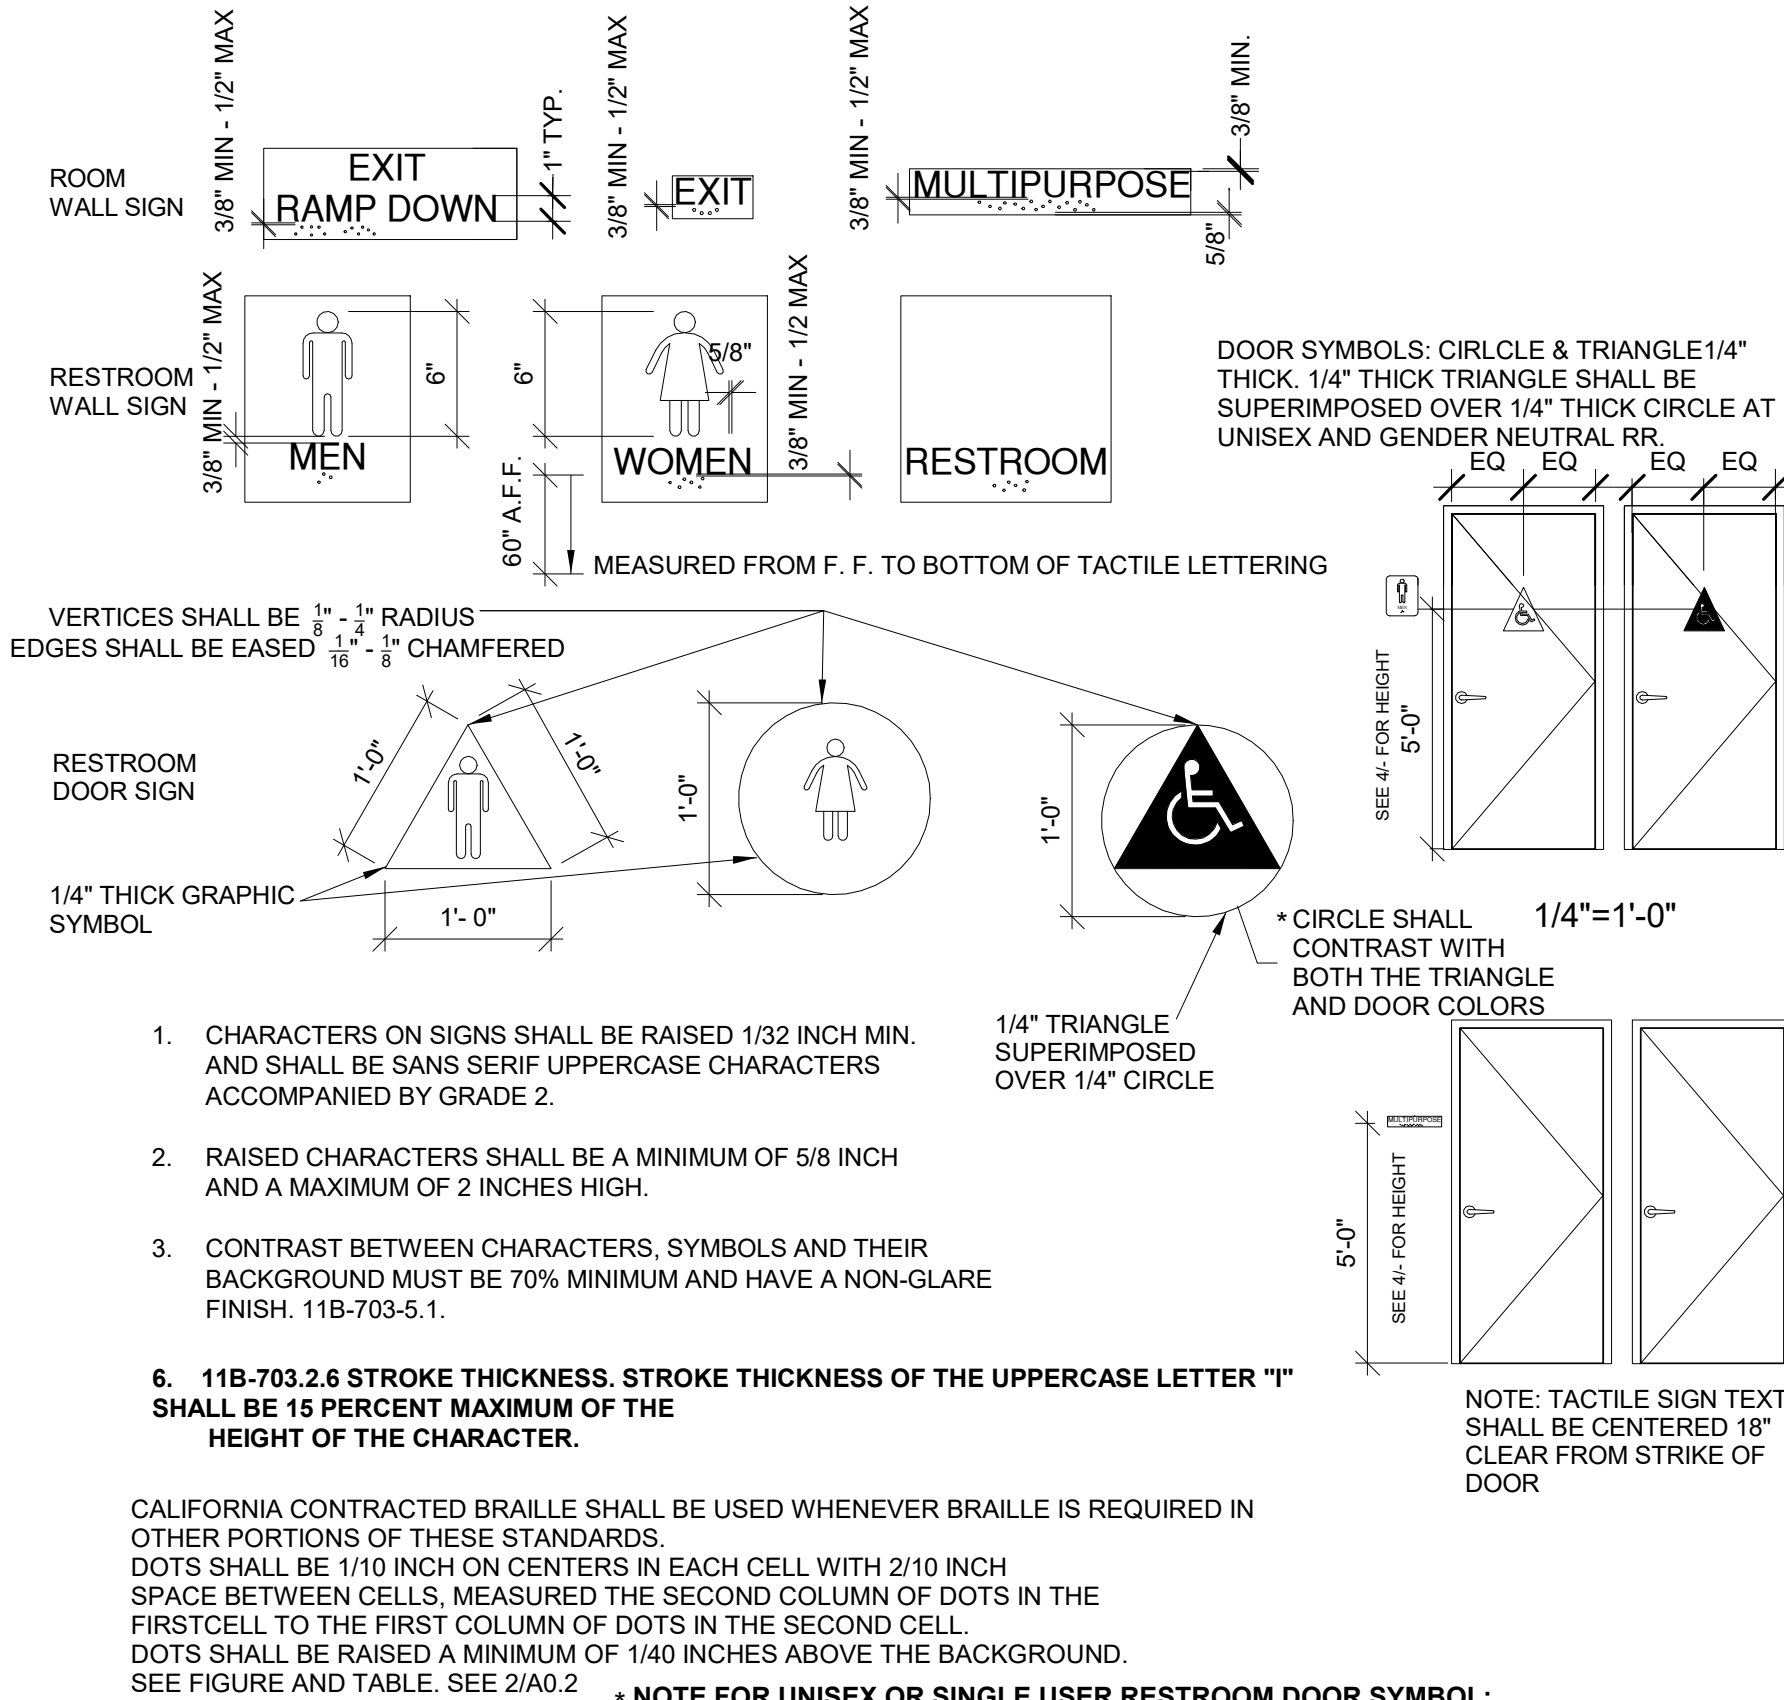 3/8" MIN - 1/2" MAX
1" TYP.
3/8" MIN - 1/2" MAX
3/8" MIN - 1/2" MAX
3/8" MIN.
ROOM
WALL SIGN
EXIT
RAMP DOWN
EXIT
MULTIPURPOSE
5/8"
RESTROOM
WALL SIGN
3/8" MIN - 1/2" MAX
6"
MEN
6"
5/8"
WOMEN
3/8" MIN - 1/2 MAX
RESTROOM
60" A.F.F.
MEASURED FROM F. F. TO BOTTOM OF TACTILE LETTERING
DOOR SYMBOLS: CIRLCLE & TRIANGLE1/4"
THICK. 1/4" THICK TRIANGLE SHALL BE
SUPERIMPOSED OVER 1/4" THICK CIRCLE AT
UNISEX AND GENDER NEUTRAL RR.
EQ EQ EQ EQ
MEN
SEE 4/- FOR HEIGHT
5'-0"
VERTICES SHALL BE 1/8" - 1/4" RADIUS
EDGES SHALL BE EASED 1/16" - 1/8" CHAMFERED
RESTROOM
DOOR SIGN
1'-0"
1'-0"
1'-0"
1'-0"
1/4" THICK GRAPHIC
SYMBOL
1'- 0"
* CIRCLE SHALL
CONTRAST WITH
BOTH THE TRIANGLE
AND DOOR COLORS
1/4"=1'-0"
1/4" TRIANGLE
SUPERIMPOSED
OVER 1/4" CIRCLE
1. CHARACTERS ON SIGNS SHALL BE RAISED 1/32 INCH MIN.
AND SHALL BE SANS SERIF UPPERCASE CHARACTERS
ACCOMPANIED BY GRADE 2.
2. RAISED CHARACTERS SHALL BE A MINIMUM OF 5/8 INCH
AND A MAXIMUM OF 2 INCHES HIGH.
3. CONTRAST BETWEEN CHARACTERS, SYMBOLS AND THEIR
BACKGROUND MUST BE 70% MINIMUM AND HAVE A NON-GLARE
FINISH. 11B-703-5.1.
MULTIPURPOSE
5'-0"
SEE 4/- FOR HEIGHT
6. 11B-703.2.6 STROKE THICKNESS. STROKE THICKNESS OF THE UPPERCASE LETTER "I"
SHALL BE 15 PERCENT MAXIMUM OF THE
HEIGHT OF THE CHARACTER.
NOTE: TACTILE SIGN TEXT
SHALL BE CENTERED 18"
CLEAR FROM STRIKE OF
DOOR
CALIFORNIA CONTRACTED BRAILLE SHALL BE USED WHENEVER BRAILLE IS REQUIRED IN
OTHER PORTIONS OF THESE STANDARDS.
DOTS SHALL BE 1/10 INCH ON CENTERS IN EACH CELL WITH 2/10 INCH
SPACE BETWEEN CELLS, MEASURED THE SECOND COLUMN OF DOTS IN THE
FIRSTCELL TO THE FIRST COLUMN OF DOTS IN THE SECOND CELL.
DOTS SHALL BE RAISED A MINIMUM OF 1/40 INCHES ABOVE THE BACKGROUND.
SEE FIGURE AND TABLE. SEE 2/A0.2
* NOTE FOR UNISEX OR SINGLE USER RESTROOM DOOR SYMBOL: